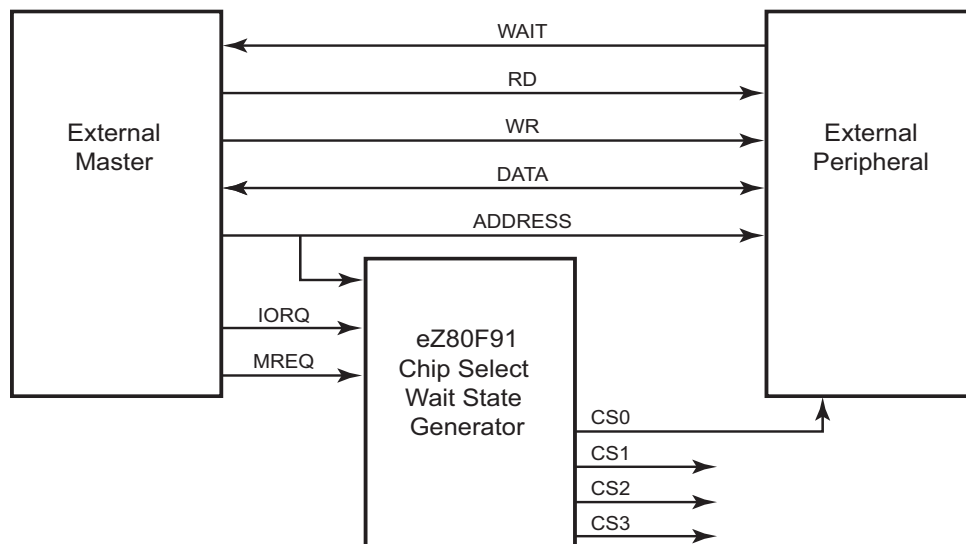 WAIT
RD
External
Master
WR
External
Peripheral
DATA
ADDRESS
IORQ
MREQ
eZ80F91
Chip Select
Wait State
Generator
CS0
CS1
CS2
CS3